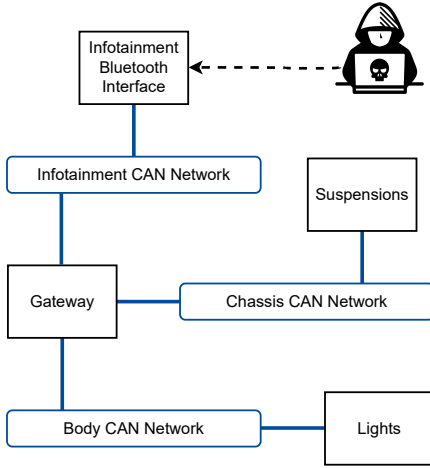 Infotainment
Bluetooth
Interface
Infotainment CAN Network
Suspensions
Gateway
Chassis CAN Network
Body CAN Network
Lights